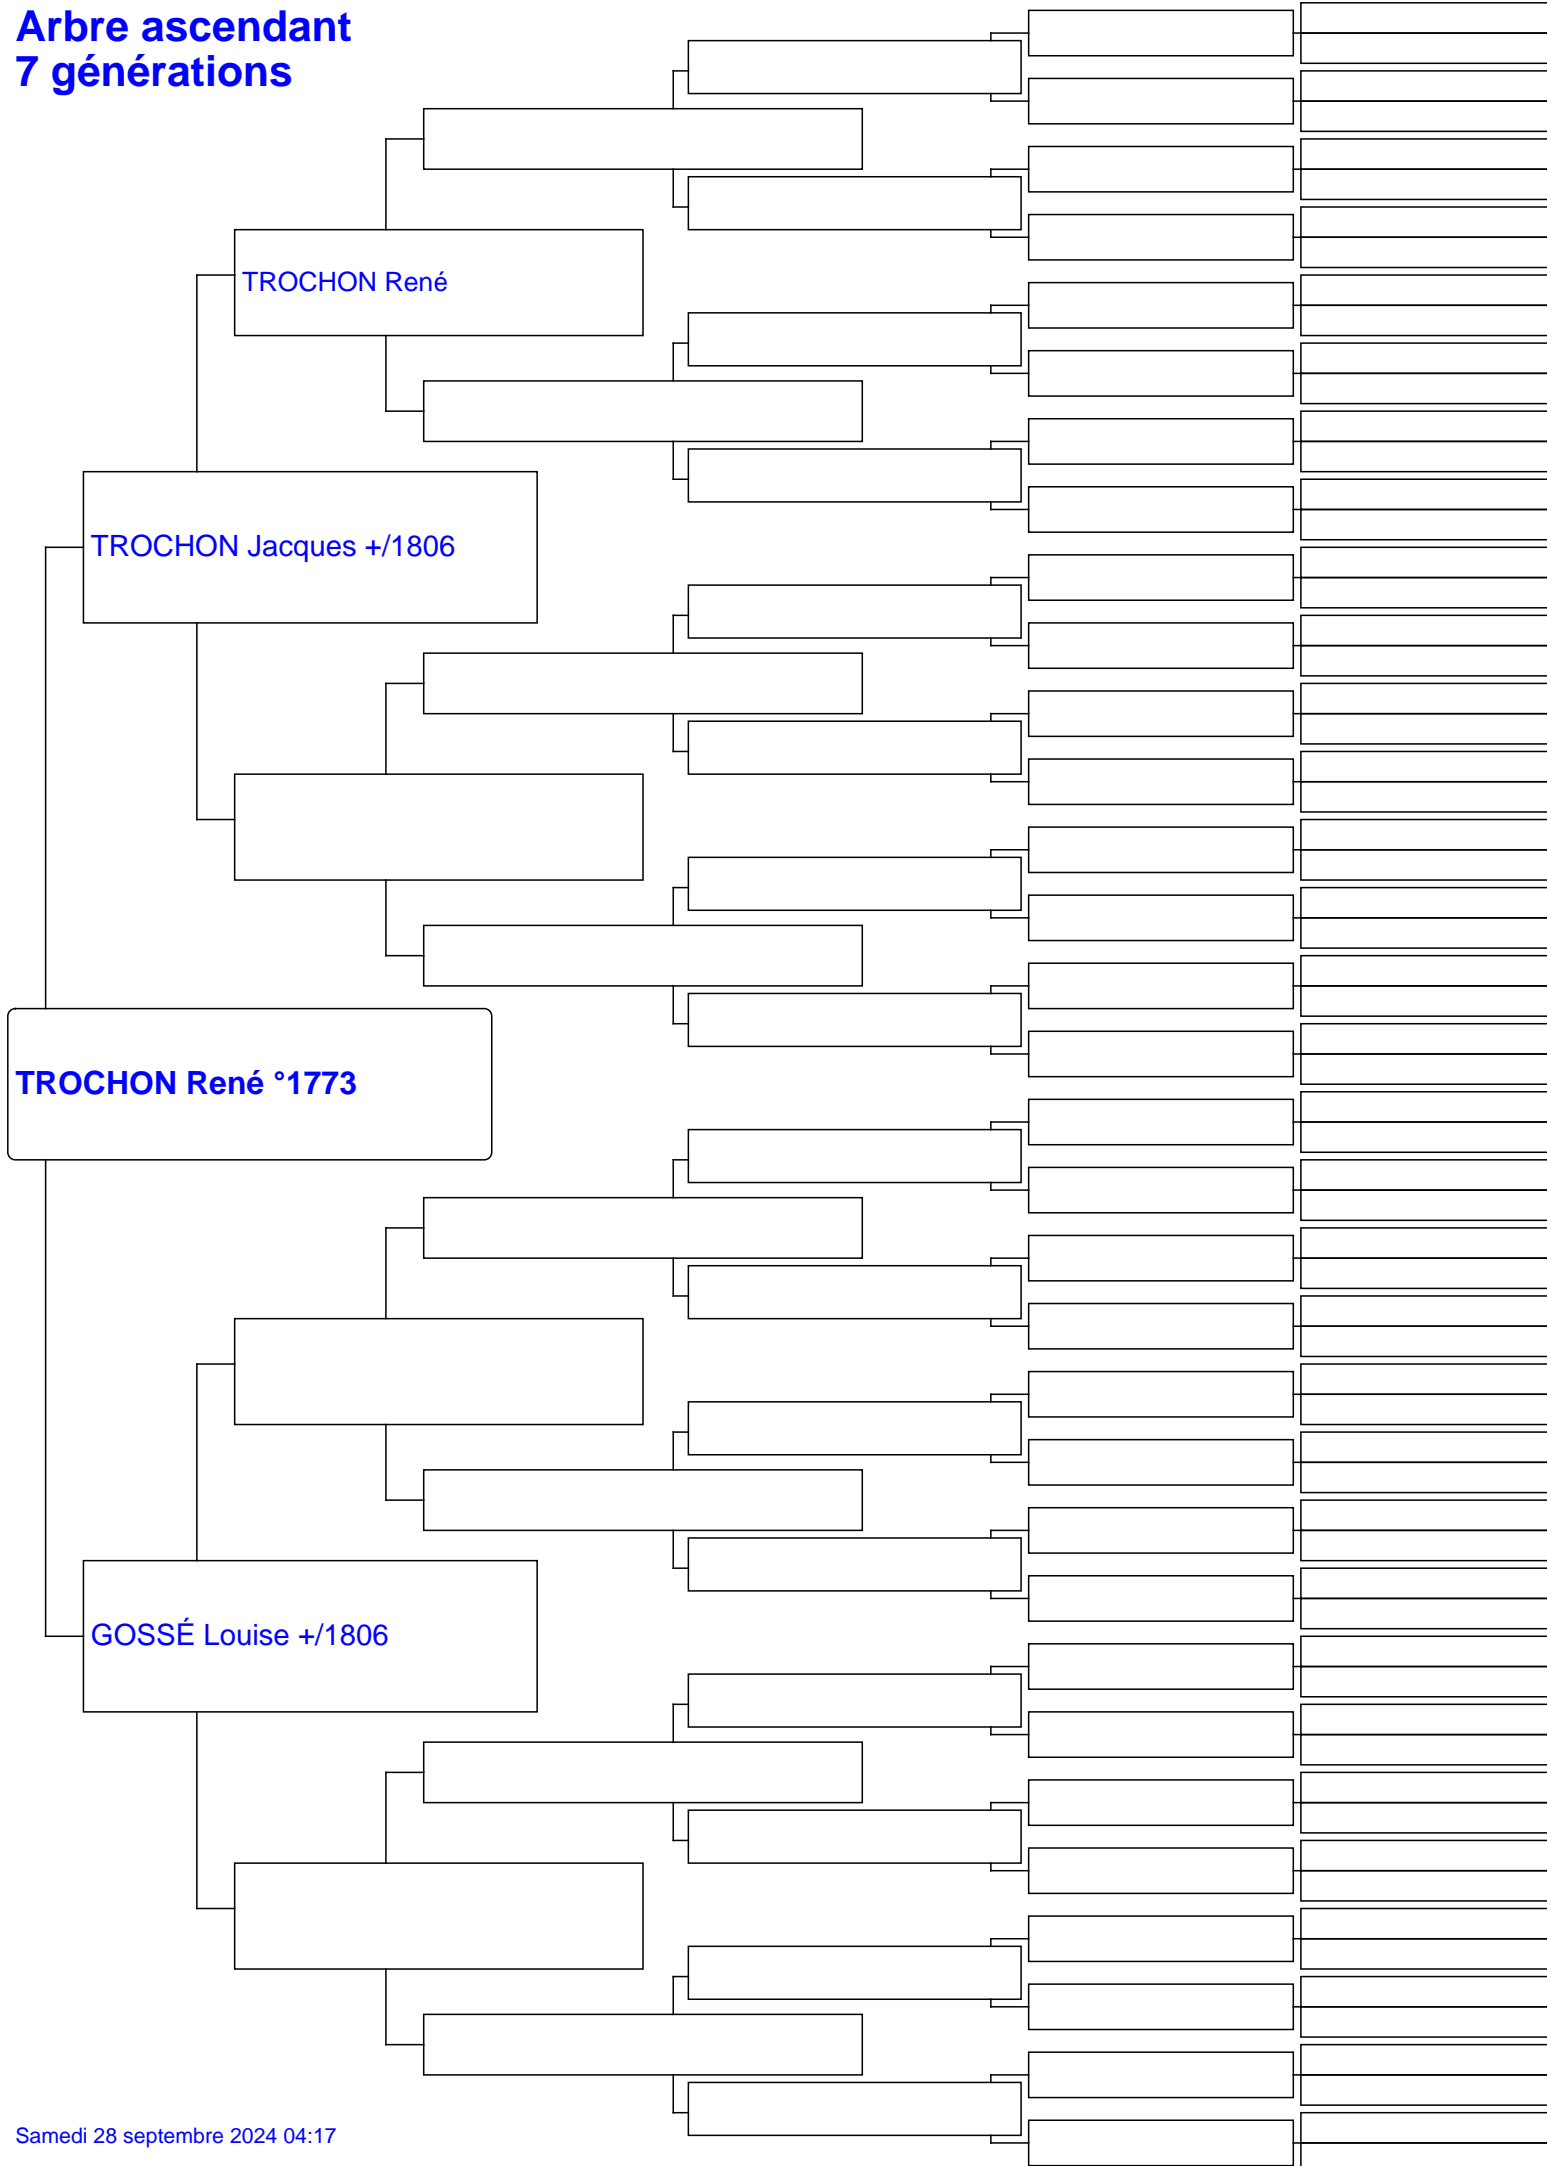 Arbre ascendant
7 générations
TROCHON René
TROCHON Jacques +/1806
TROCHON René °1773
GOSSÉ Louise +/1806
Samedi 28 septembre 2024 04:17